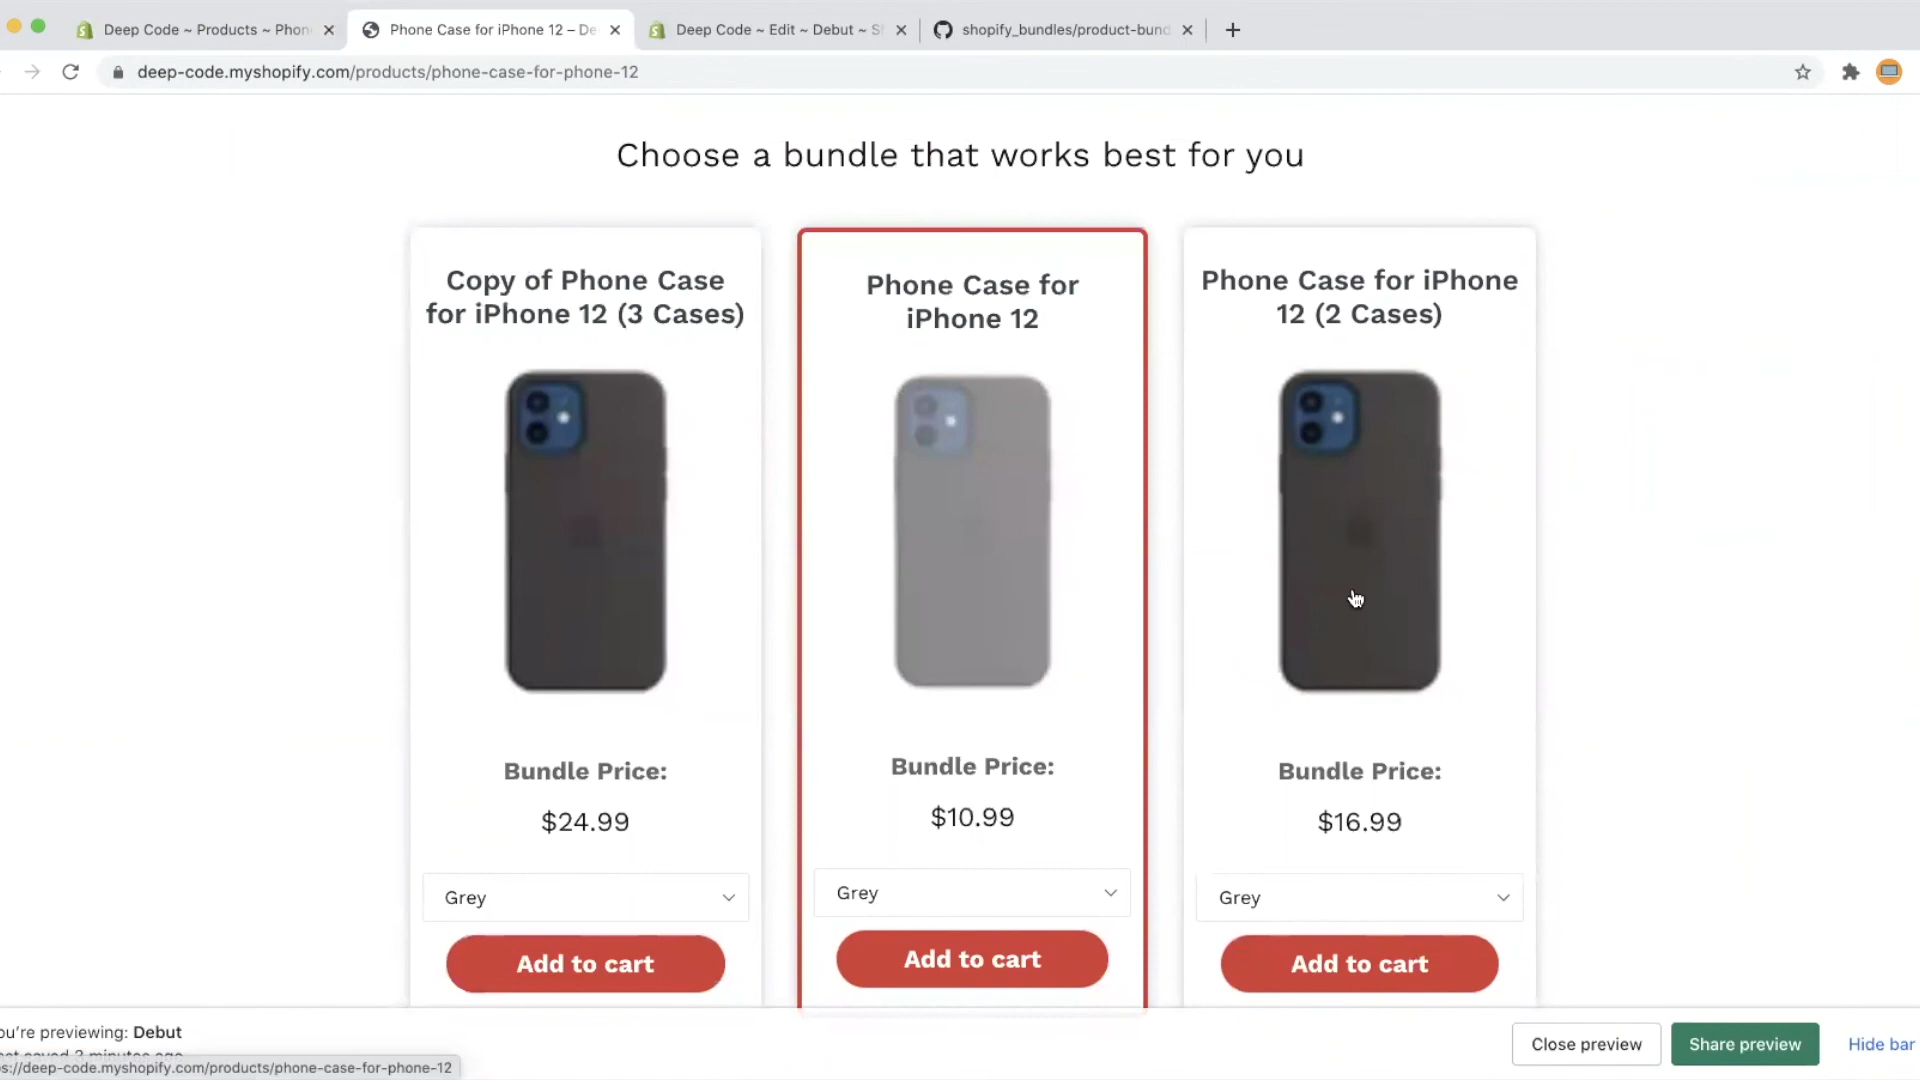 Deep Code ~ Products ~ Phon
Phone Case for iPhone 12 – De
Deep Code ~ Edit ~ Debut ~ S
shopify_bundles/product-bund
deep-code.myshopify.com/products/phone-case-for-phone-12
Choose a bundle that works best for you
Copy of Phone Case
for iPhone 12 (3 Cases)
Bundle Price:
$24.99
Grey
Add to cart
Phone Case for
iPhone 12
Bundle Price:
$10.99
Grey
Add to cart
Phone Case for iPhone
12 (2 Cases)
Bundle Price:
$16.99
Grey
Add to cart
ou're previewing: Debut
Close preview
Share preview
Hide bar
s://deep-code.myshopify.com/products/phone-case-for-phone-12